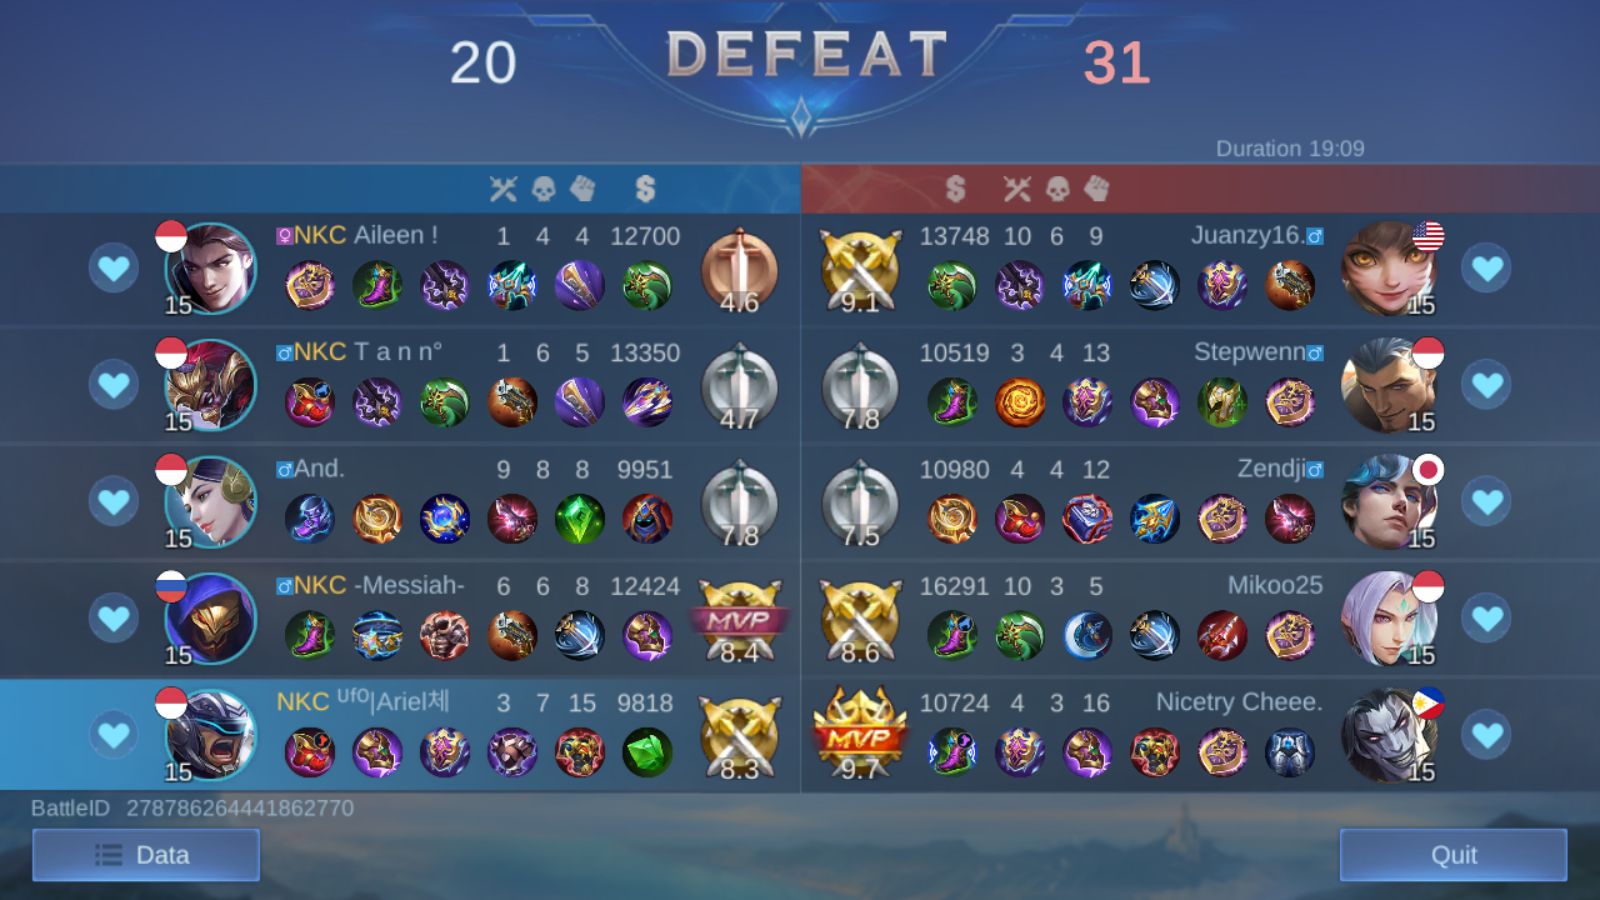 20 DEFEAT 31
Duration 19:09
NKC Aileen ! 1 4 4 12700
15 4.6
9.1 13748 10 6 9 Juanzy16.
15
NKC T a n n° 1 6 5 13350
15 4.7
7.8 10519 3 4 13 Stepwenn
15
And. 9 8 8 9951
15 7.8
7.5 10980 4 4 12 Zendji
15
NKC -Messiah- 6 6 8 12424
15 MVP 8.4
8.6 16291 10 3 5 Mikoo25
15
NKC ᵁᶠᴼ|Ariel체 3 7 15 9818
15 8.3
MVP 9.7 10724 4 3 16 Nicetry Cheee.
15
BattleID 278786264441862770
Data Quit